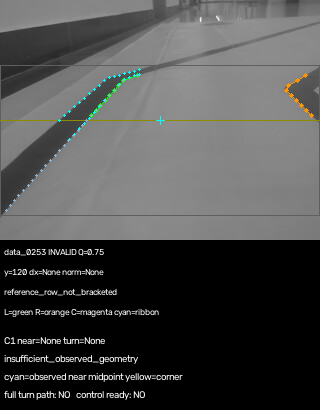 data_0253 INVALID Q=0.75
y=120 dx=None norm=None
reference_row_not_bracketed
L=green R=orange C=magenta cyan=ribbon
C1 near=None turn=None
insufficient_observed_geometry
cyan=observed near midpoint yellow=corner
full turn path: NO control ready: NO